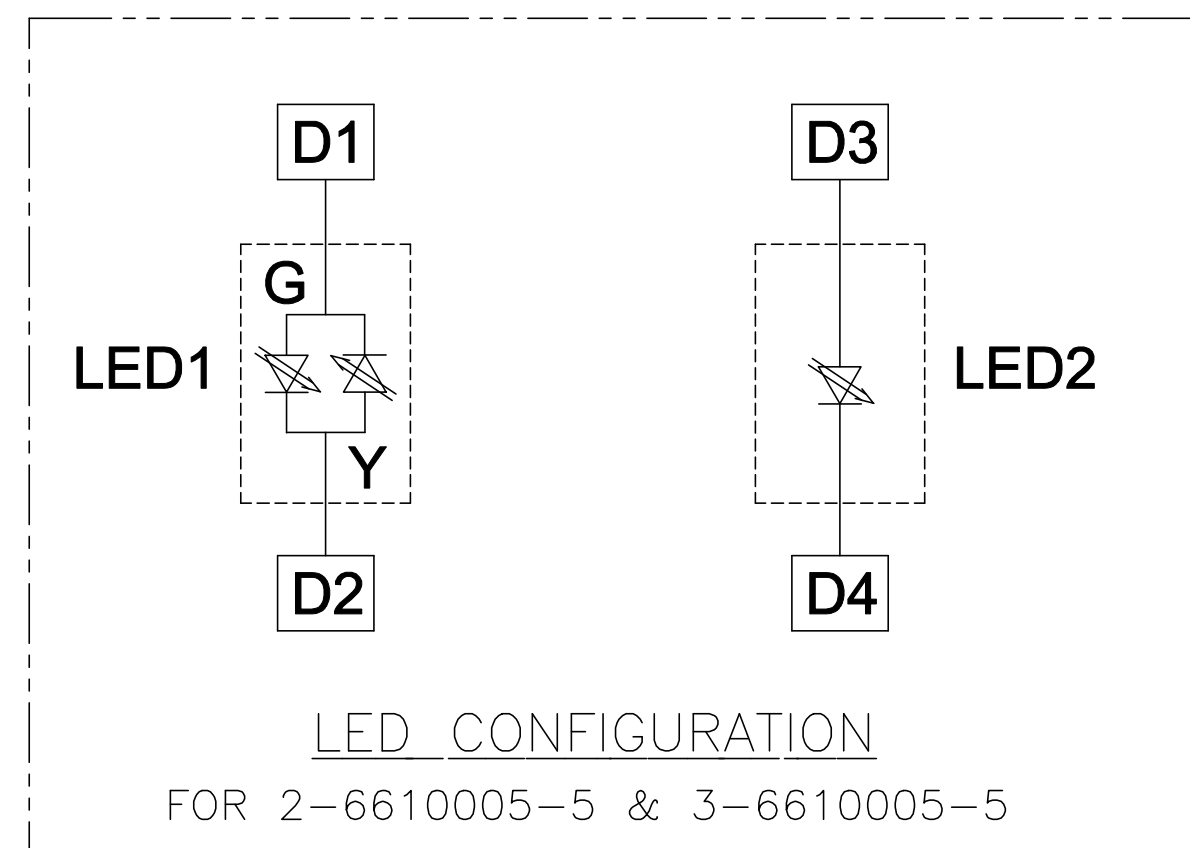 D1
D3
G
LED1
LED2
Y
D2
D4
LED CONFIGURATION
FOR 2-6610005-5 & 3-6610005-5